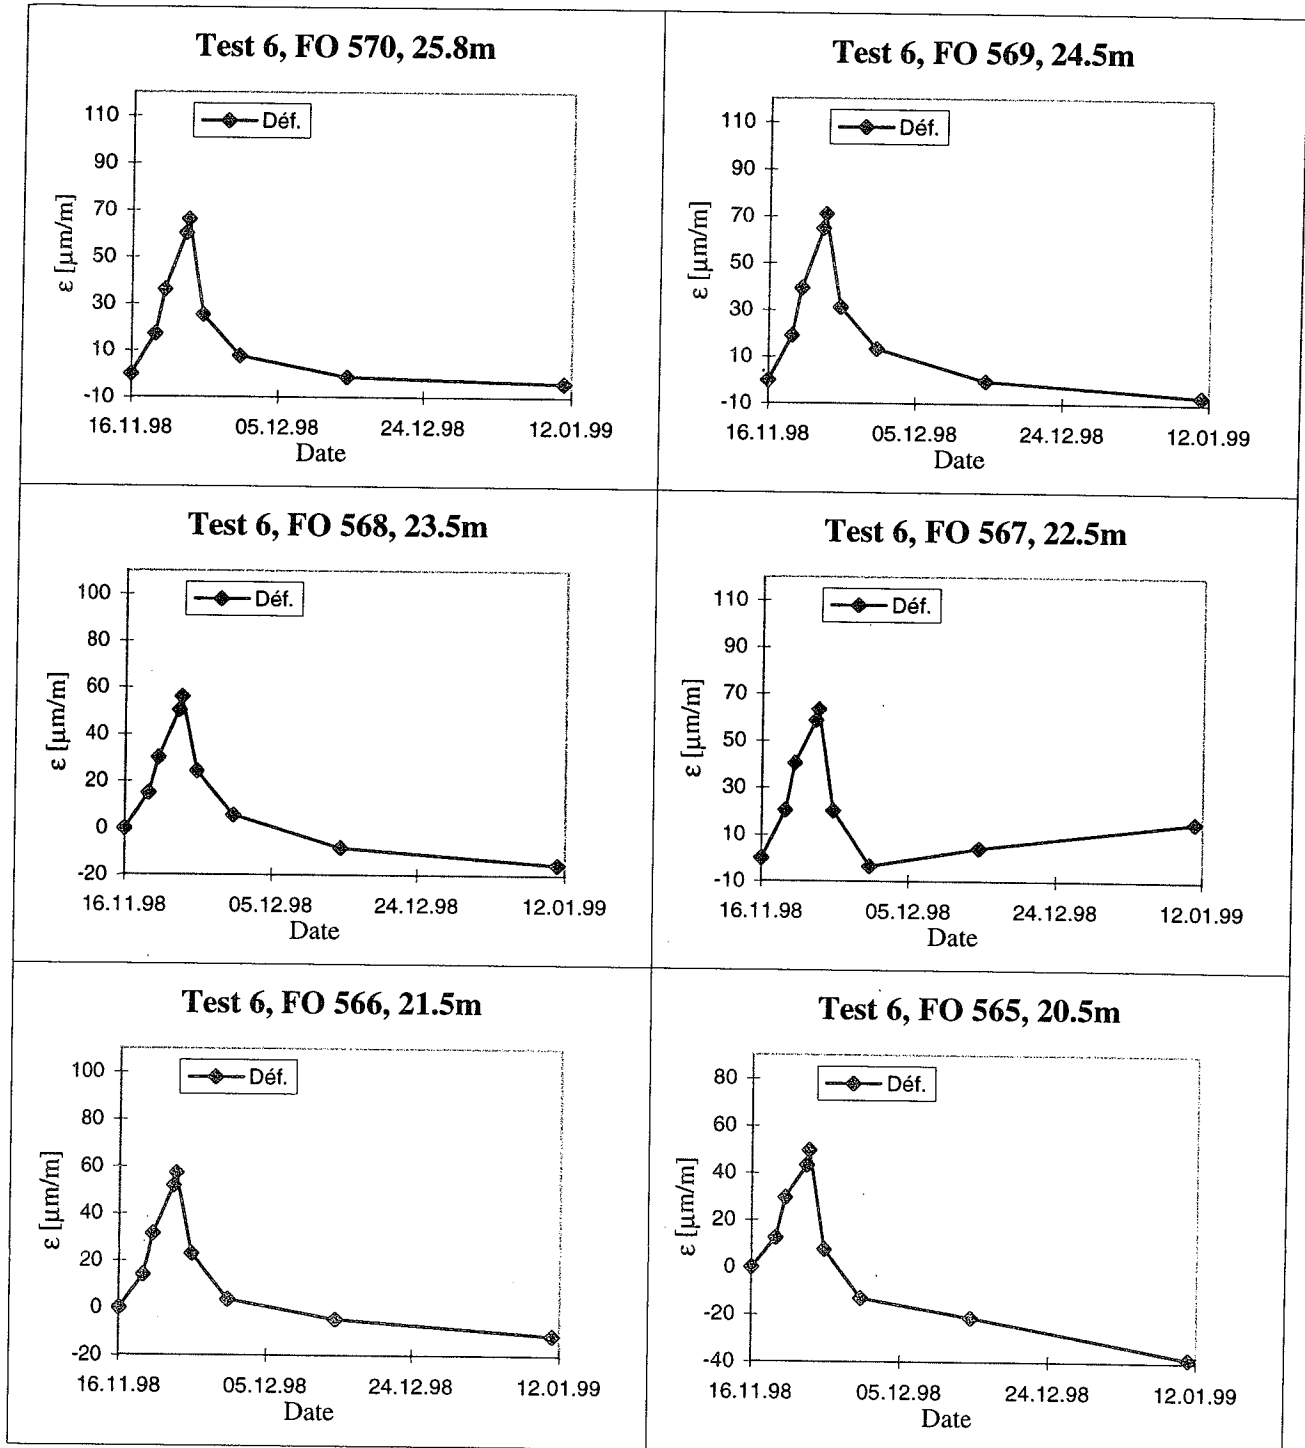 Test 6, FO 570, 25.8m
Déf.
110
90
70
50
30
10
-10
ε [µm/m]
16.11.98 05.12.98 24.12.98 12.01.99
Date
Test 6, FO 569, 24.5m
Déf.
110
90
70
50
30
10
-10
ε [µm/m]
16.11.98 05.12.98 24.12.98 12.01.99
Date
Test 6, FO 568, 23.5m
Déf.
100
80
60
40
20
0
-20
ε [µm/m]
16.11.98 05.12.98 24.12.98 12.01.99
Date
Test 6, FO 567, 22.5m
Déf.
110
90
70
50
30
10
-10
ε [µm/m]
16.11.98 05.12.98 24.12.98 12.01.99
Date
Test 6, FO 566, 21.5m
Déf.
100
80
60
40
20
0
-20
ε [µm/m]
16.11.98 05.12.98 24.12.98 12.01.99
Date
Test 6, FO 565, 20.5m
Déf.
80
60
40
20
0
-20
-40
ε [µm/m]
16.11.98 05.12.98 24.12.98 12.01.99
Date